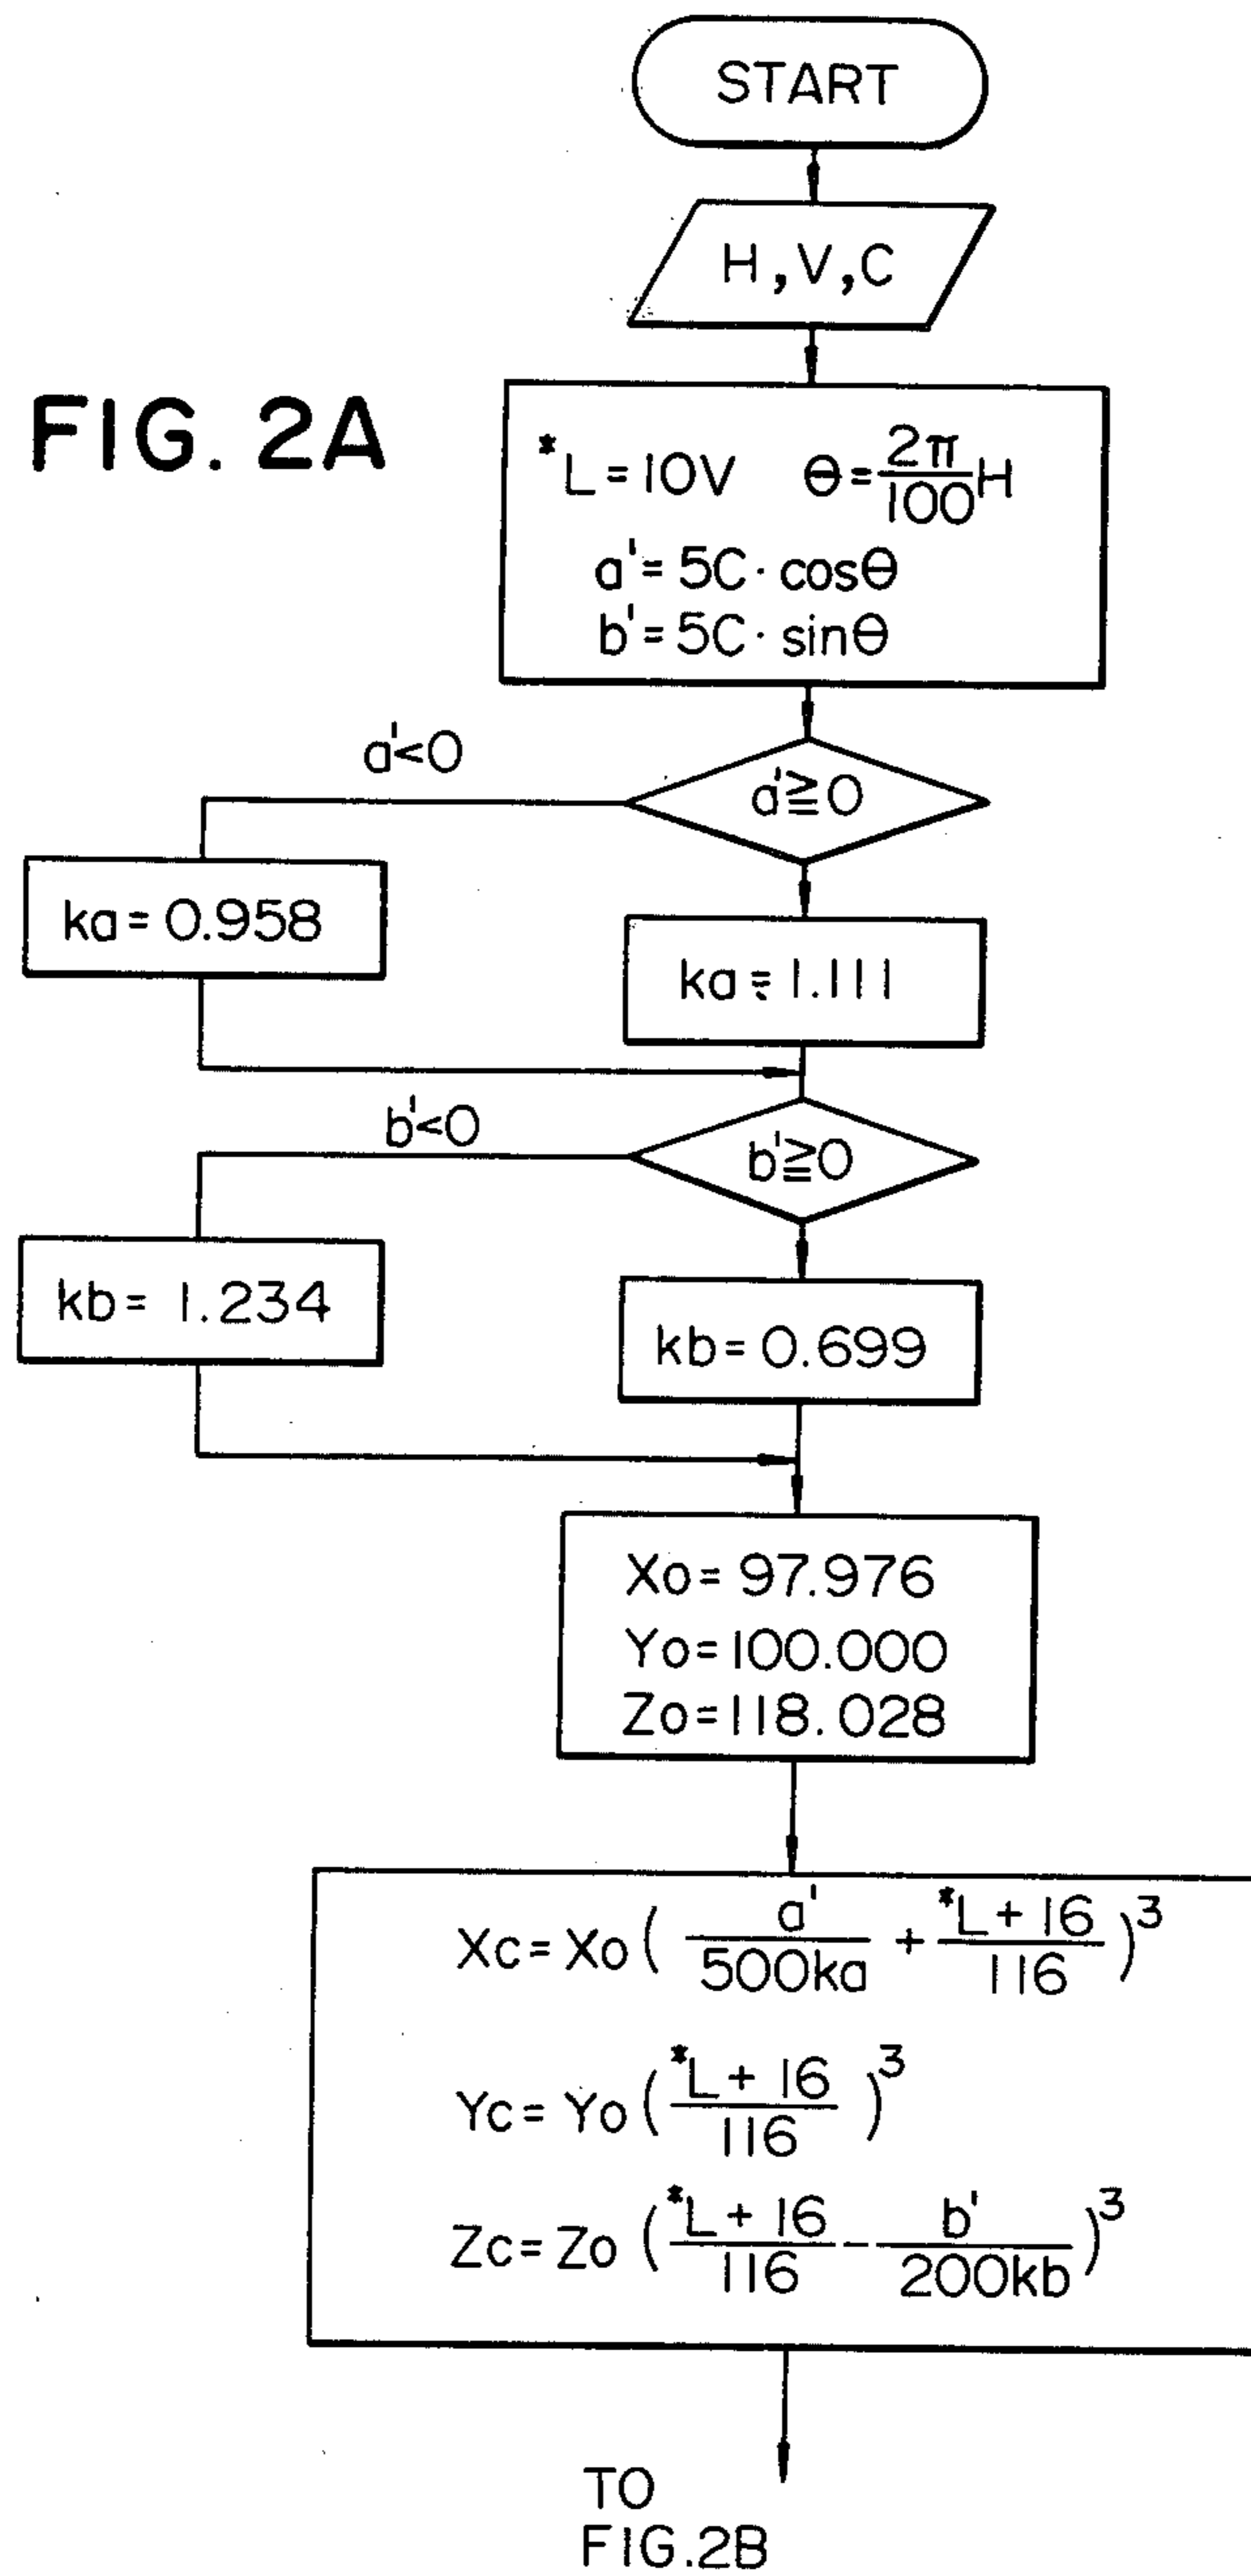 START
H,V,C
FIG. 2A
*L=10V θ=2π/100 H
a'=5C·cosθ
b'=5C·sinθ
a'<0
a'≧0
ka=0.958
ka=1.111
b'<0
b'≧0
kb=1.234
kb=0.699
Xo=97.976
Yo=100.000
Zo=118.028
Xc=Xo(a'/500ka + *L+16/116)³
Yc=Yo(*L+16/116)³
Zc=Zo(*L+16/116 - b'/200kb)³
TO
FIG.2B